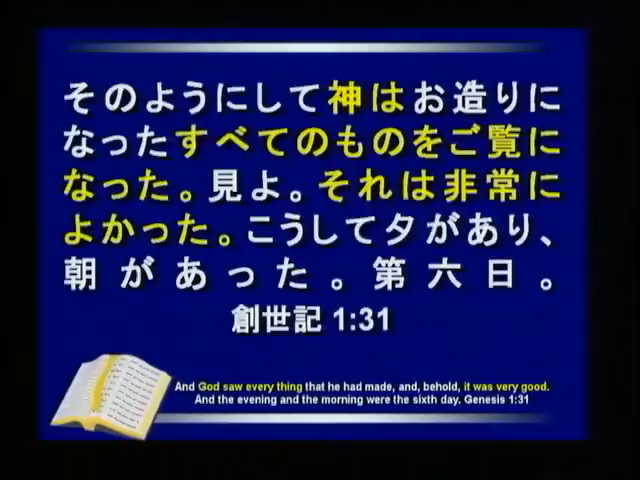 そのようにして神はお造りに
なったすべてのものをご覧に
なった。見よ。それは非常に
よかった。こうして夕があり、
朝があった。第六日。
創世記 1:31
And God saw every thing that he had made, and, behold, it was very good.
And the evening and the morning were the sixth day. Genesis 1:31